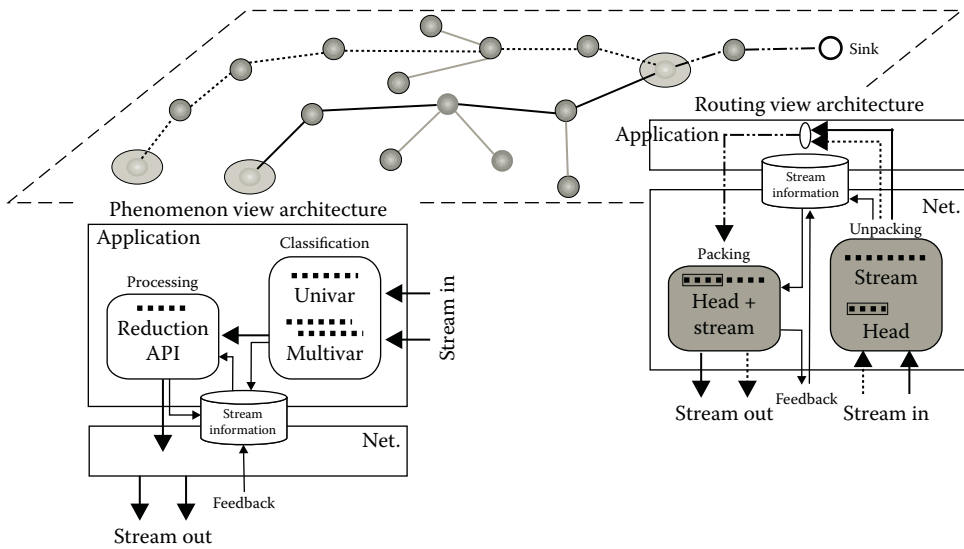 Sink
Routing view architecture
Application
Stream
information
Net.
Packing
Unpacking
Head +
stream
Stream
Head
Feedback
Stream out
Stream in
Phenomenon view architecture
Application
Classification
Processing
Univar
Multivar
Reduction
API
Stream in
Stream
information
Net.
Feedback
Stream out